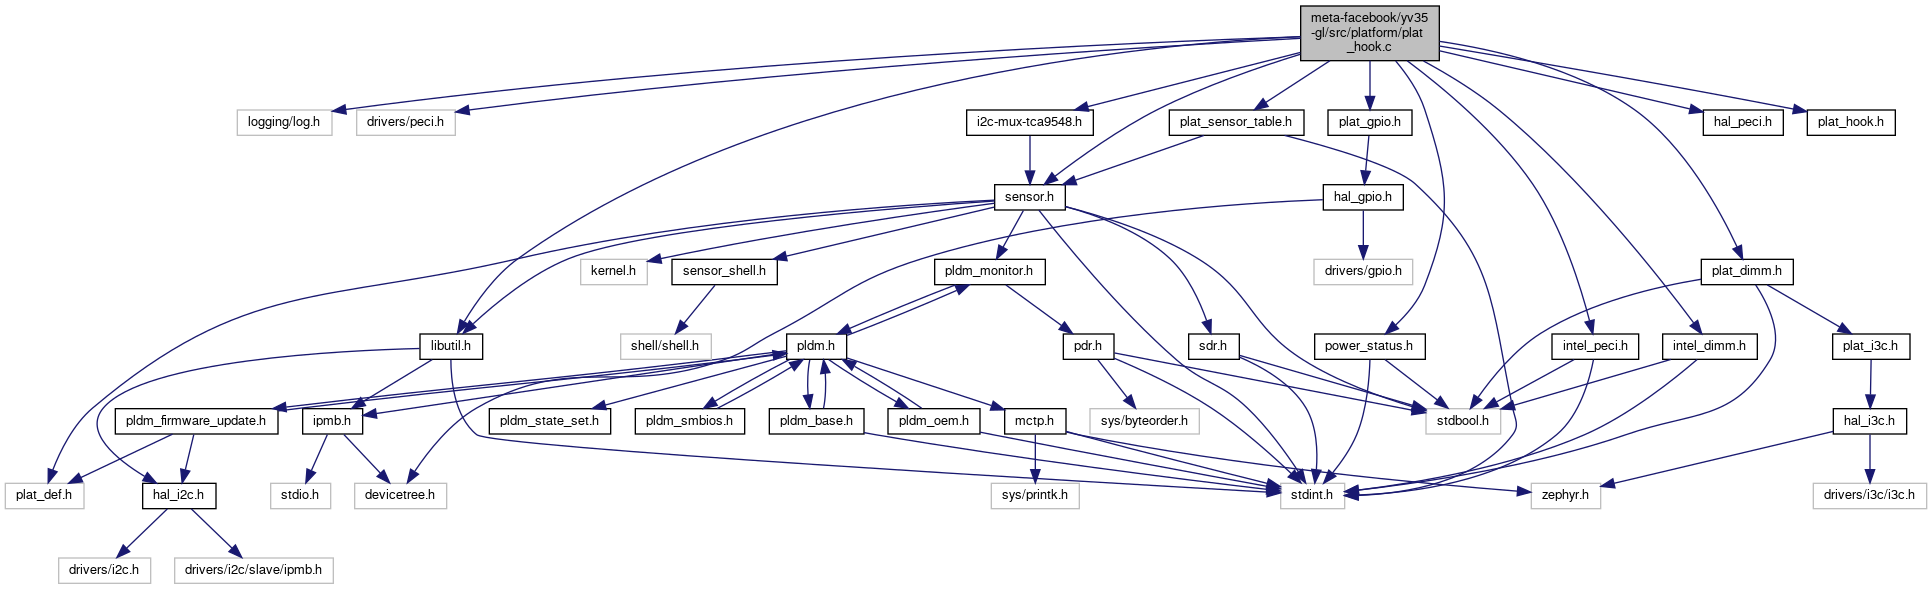 meta-facebook/yv35
-gl/src/platform/plat
_hook.c
logging/log.h
drivers/peci.h
i2c-mux-tca9548.h
plat_sensor_table.h
plat_gpio.h
hal_peci.h
plat_hook.h
sensor.h
hal_gpio.h
kernel.h
sensor_shell.h
pldm_monitor.h
drivers/gpio.h
plat_dimm.h
libutil.h
shell/shell.h
pldm.h
pdr.h
sdr.h
power_status.h
intel_peci.h
intel_dimm.h
plat_i3c.h
pldm_firmware_update.h
ipmb.h
pldm_state_set.h
pldm_smbios.h
pldm_base.h
pldm_oem.h
mctp.h
sys/byteorder.h
stdbool.h
hal_i3c.h
plat_def.h
hal_i2c.h
stdio.h
devicetree.h
sys/printk.h
stdint.h
zephyr.h
drivers/i3c/i3c.h
drivers/i2c.h
drivers/i2c/slave/ipmb.h